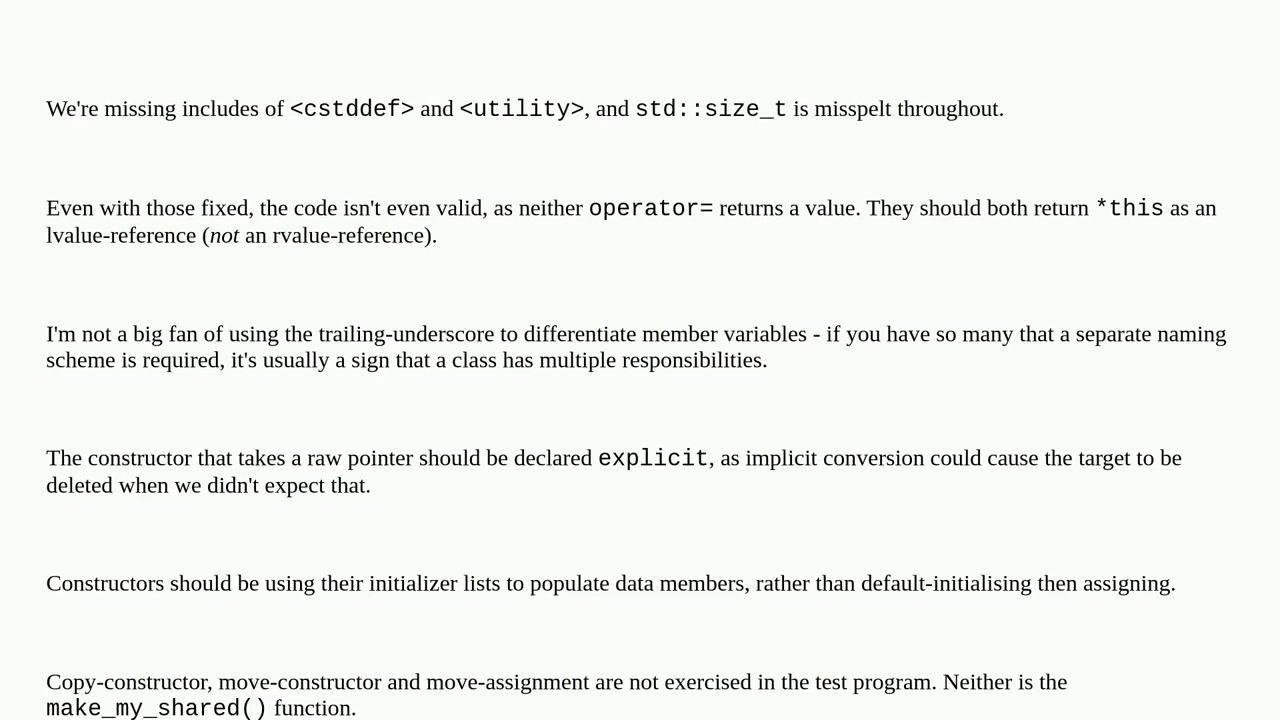 We're missing includes of <cstddef> and <utility>, and std::size_t is misspelt throughout.
Even with those fixed, the code isn't even valid, as neither operator= returns a value. They should both return *this as an
lvalue-reference (not an rvalue-reference).
I'm not a big fan of using the trailing-underscore to differentiate member variables - if you have so many that a separate naming
scheme is required, it's usually a sign that a class has multiple responsibilities.
The constructor that takes a raw pointer should be declared explicit, as implicit conversion could cause the target to be
deleted when we didn't expect that.
Constructors should be using their initializer lists to populate data members, rather than default-initialising then assigning.
Copy-constructor, move-constructor and move-assignment are not exercised in the test program. Neither is the
make_my_shared() function.